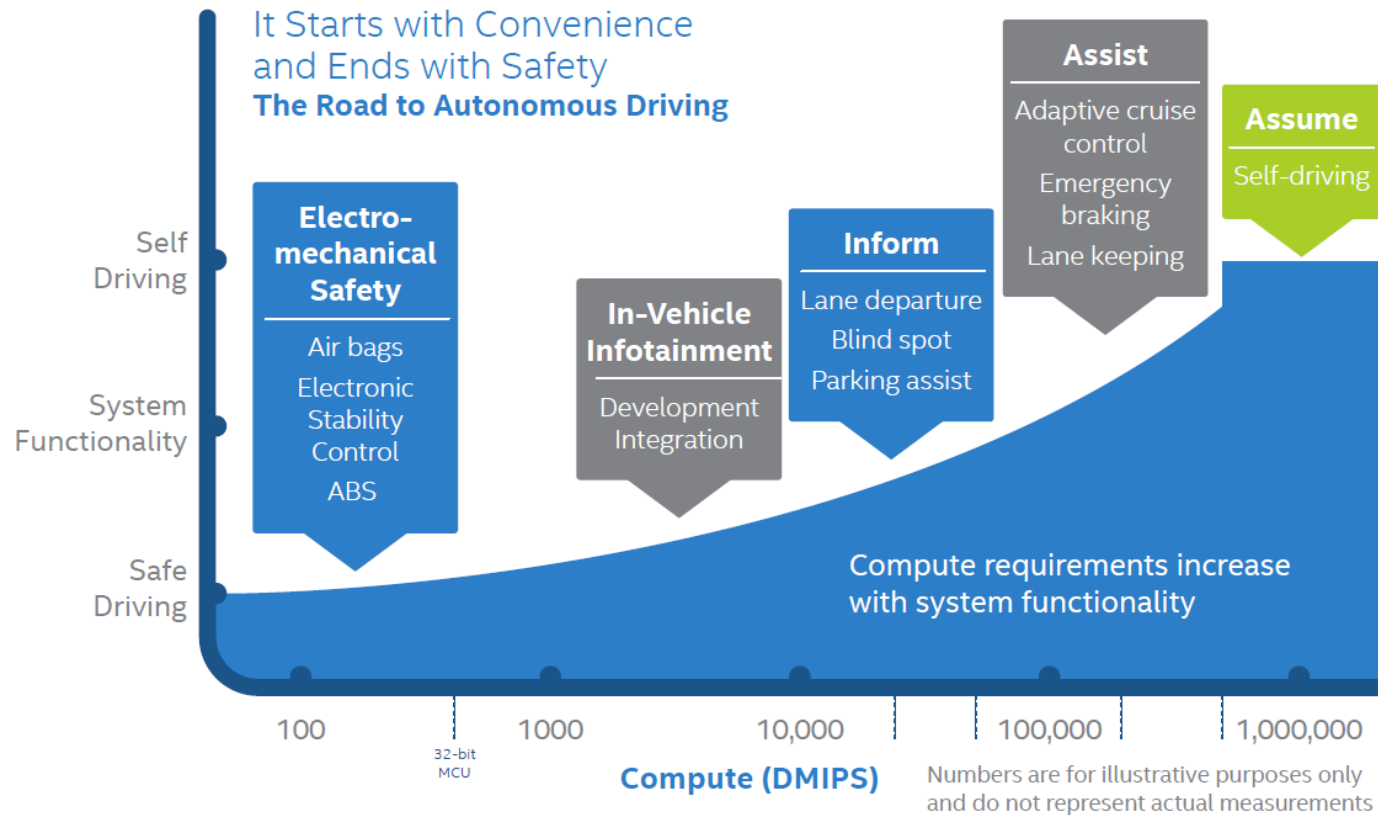 It Starts with Convenience
and Ends with Safety
The Road to Autonomous Driving
Self
Driving
System
Functionality
Safe
Driving
Electro-
mechanical
Safety
Air bags
Electronic
Stability
Control
ABS
In-Vehicle
Infotainment
Development
Integration
Inform
Lane departure
Blind spot
Parking assist
Assist
Adaptive cruise
control
Emergency
braking
Lane keeping
Assume
Self-driving
Compute requirements increase
with system functionality
100
1000
10,000
100,000
1,000,000
32-bit
MCU
Compute (DMIPS)
Numbers are for illustrative purposes only
and do not represent actual measurements